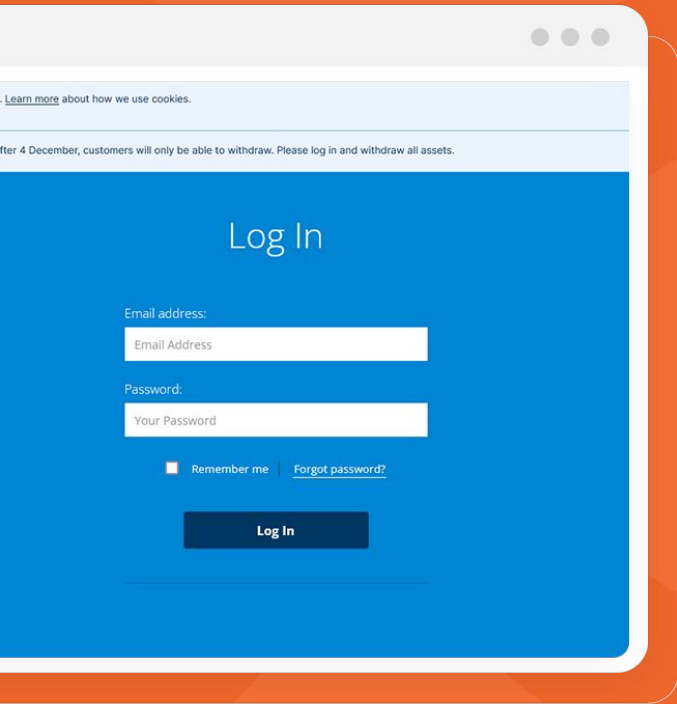 . Learn more about how we use cookies.
fter 4 December, customers will only be able to withdraw. Please log in and withdraw all assets.
Log In
Email address:
Email Address
Password:
Your Password
Remember me Forgot password?
Log In